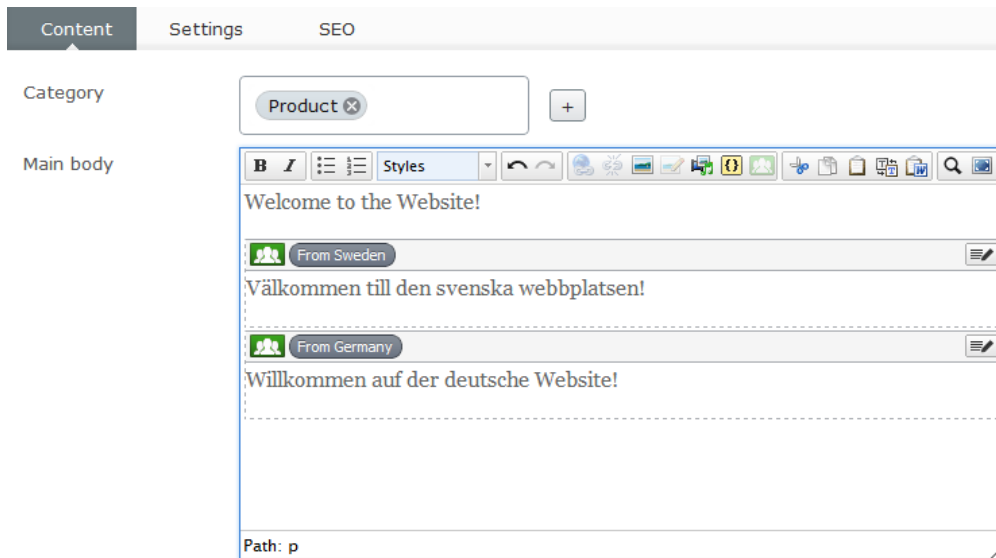 Content Settings SEO
Category
Product
+
Main body
B I Styles
Welcome to the Website!
From Sweden
Välkommen till den svenska webbplatsen!
From Germany
Willkommen auf der deutsche Website!
Path: p